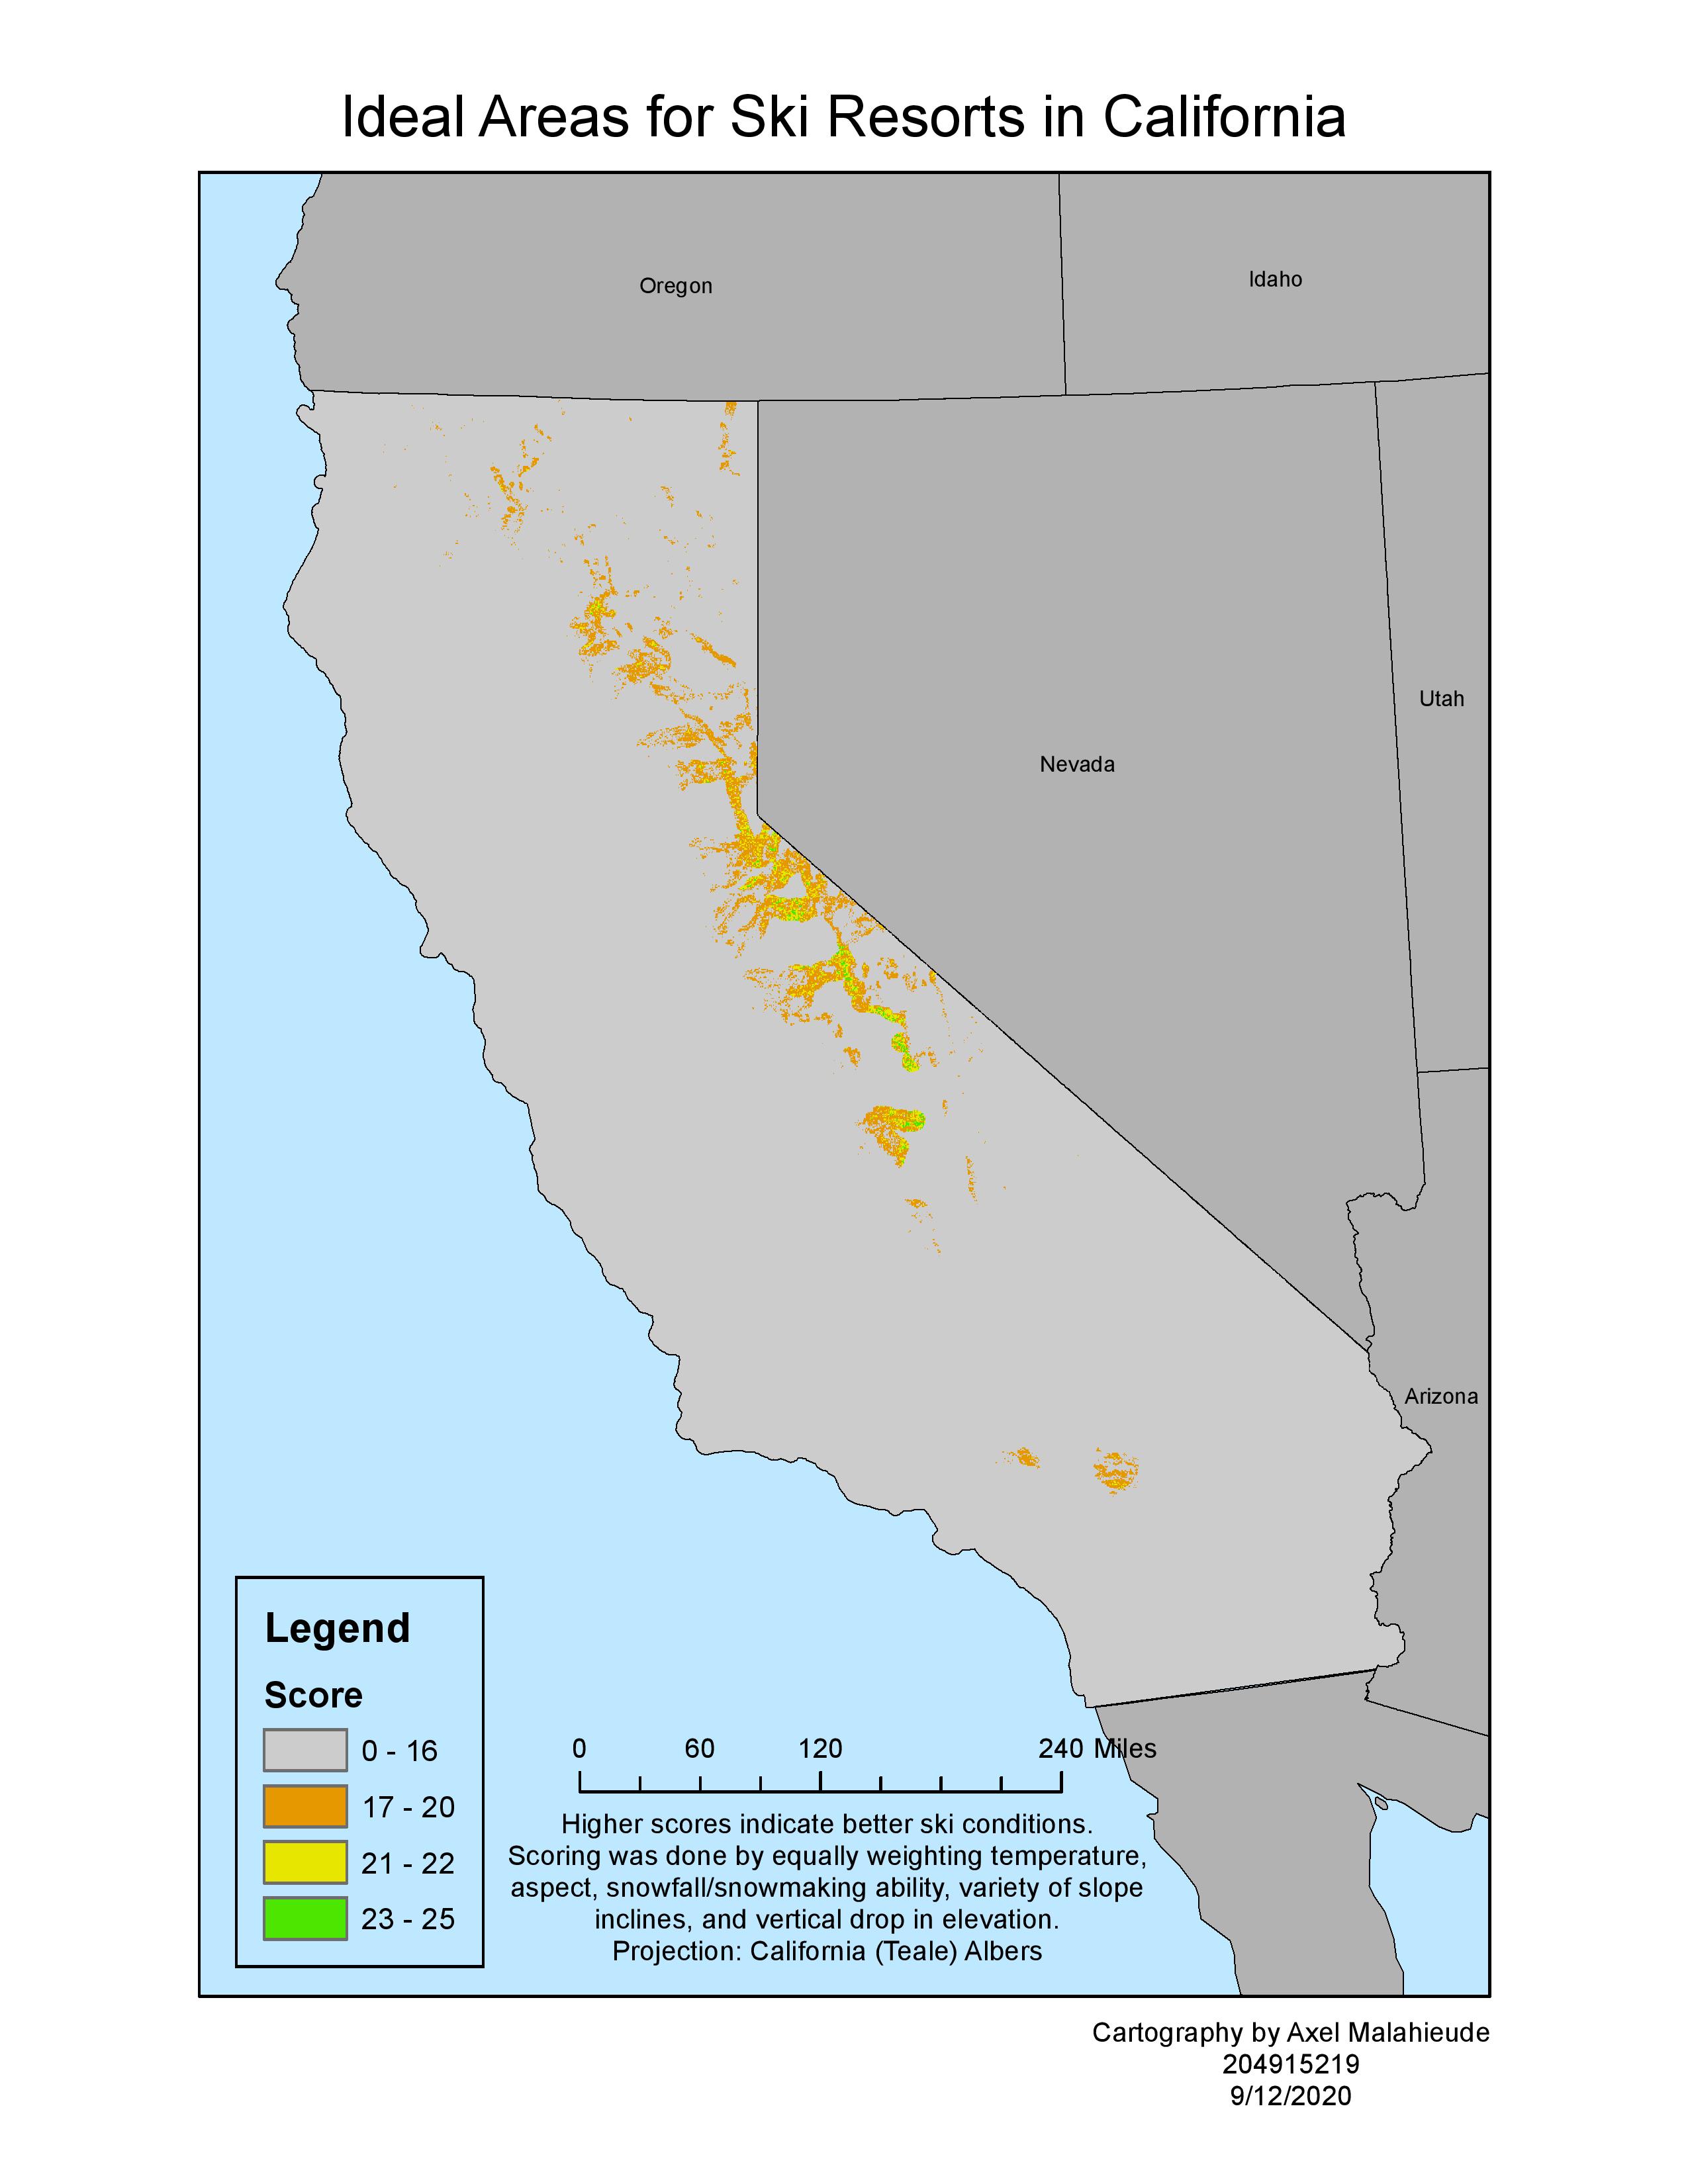 Ideal Areas for Ski Resorts in California
Oregon
Idaho
Utah
Nevada
Arizona
Legend
Score
0 - 16
17 - 20
21 - 22
23 - 25
0 60 120 240 Miles
Higher scores indicate better ski conditions.
Scoring was done by equally weighting temperature,
aspect, snowfall/snowmaking ability, variety of slope
inclines, and vertical drop in elevation.
Projection: California (Teale) Albers
Cartography by Axel Malahieude
204915219
9/12/2020